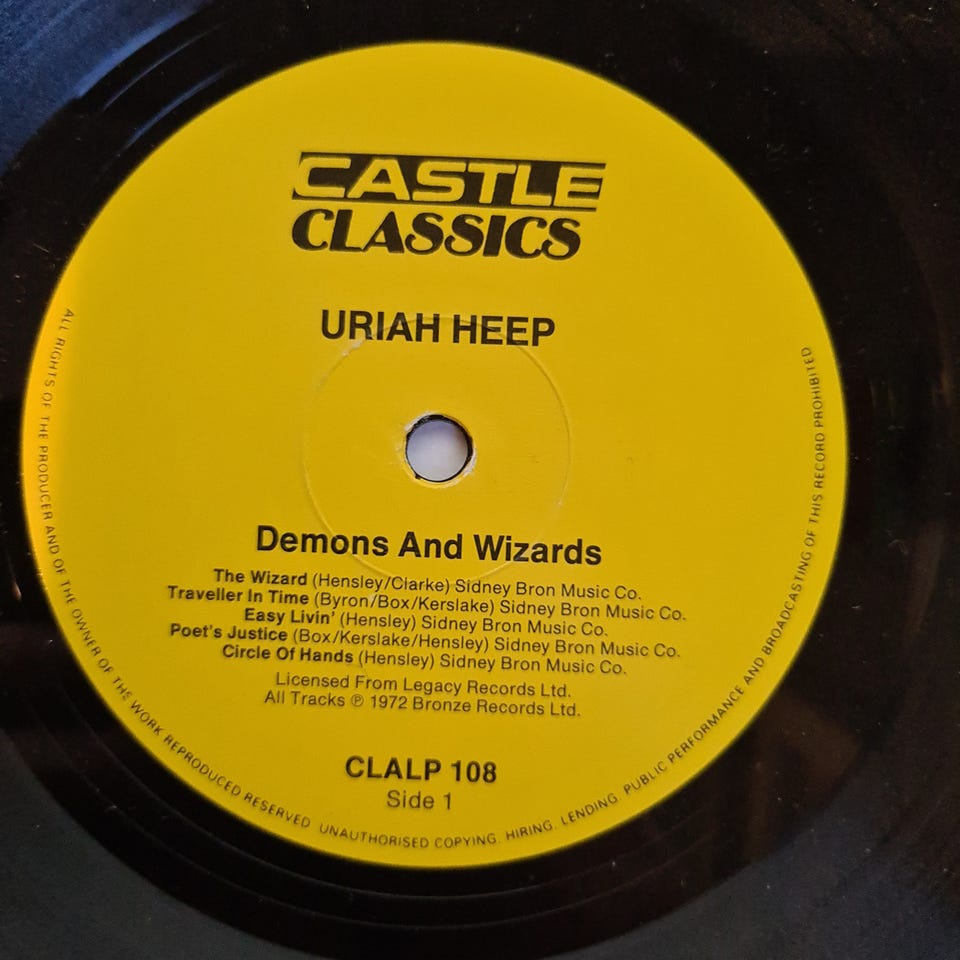 CASTLE
CLASSICS
URIAH HEEP
Demons And Wizards
The Wizard (Hensley/Clarke) Sidney Bron Music Co.
Traveller In Time (Byron/Box/Kerslake) Sidney Bron Music Co.
Easy Livin' (Hensley) Sidney Bron Music Co.
Poet's Justice (Box/Kerslake/Hensley) Sidney Bron Music Co.
Circle Of Hands (Hensley) Sidney Bron Music Co.
Licensed From Legacy Records Ltd.
All Tracks ℗ 1972 Bronze Records Ltd.
CLALP 108
Side 1
ALL RIGHTS OF THE PRODUCER AND OF THE OWNER OF THS WORK REPRODUCED RESERVED UNAUTHORISED COPYING. HIRING. LENDING. PUBLIC PERFORMANCE AND BROADCASTING OF THIS RECORD PROHIBITED